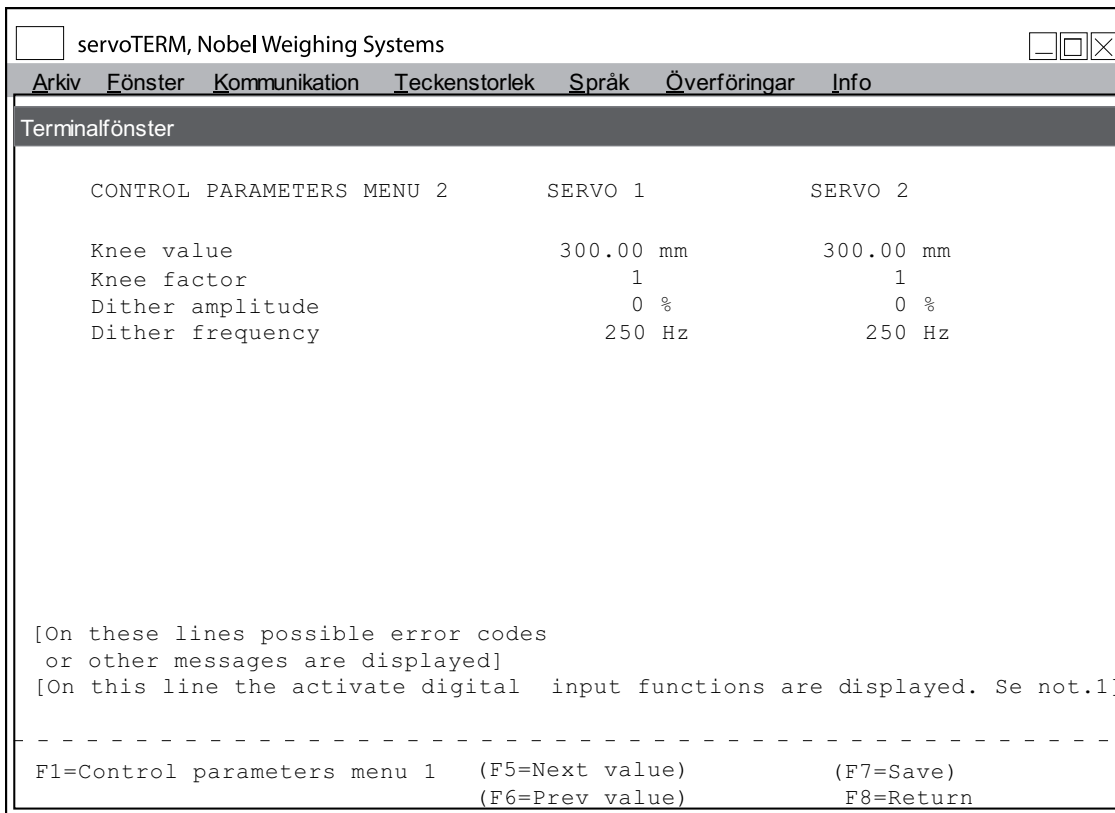 servoTERM, Nobel Weighing Systems
Arkiv Fönster Kommunikation Teckenstorlek Språk Överföringar Info
Terminalfönster
CONTROL PARAMETERS MENU 2 SERVO 1 SERVO 2
Knee value 300.00 mm 300.00 mm
Knee factor 1 1
Dither amplitude 0 % 0 %
Dither frequency 250 Hz 250 Hz
[On these lines possible error codes
or other messages are displayed]
[On this line the activate digital input functions are displayed. Se not.1]
F1=Control parameters menu 1 (F5=Next value) (F7=Save)
(F6=Prev value) F8=Return